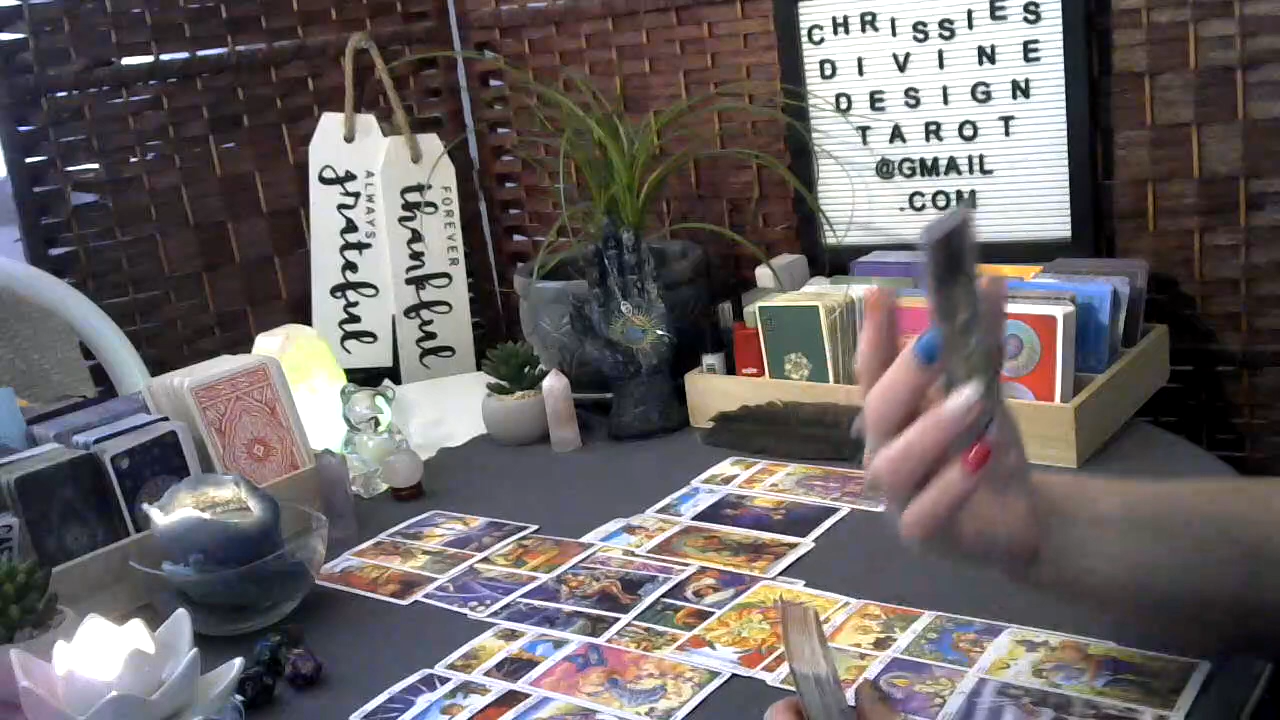 CHRISSIES
DIVINE
DESIGN
TAROT
@GMAIL
.COM
ALWAYS
grateful
FOREVER
thankful